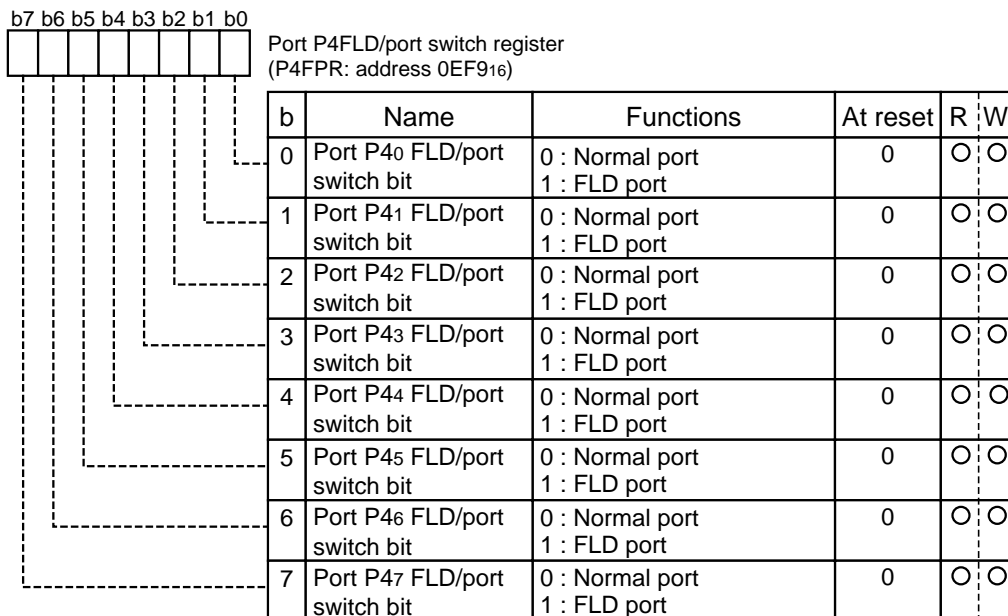 b7 b6 b5 b4 b3 b2 b1 b0
Port P4FLD/port switch register
(P4FPR: address 0EF916)
b Name Functions At reset R W
0 Port P40 FLD/port switch bit 0 : Normal port 0 O O
1 : FLD port
1 Port P41 FLD/port switch bit 0 : Normal port 0 O O
1 : FLD port
2 Port P42 FLD/port switch bit 0 : Normal port 0 O O
1 : FLD port
3 Port P43 FLD/port switch bit 0 : Normal port 0 O O
1 : FLD port
4 Port P44 FLD/port switch bit 0 : Normal port 0 O O
1 : FLD port
5 Port P45 FLD/port switch bit 0 : Normal port 0 O O
1 : FLD port
6 Port P46 FLD/port switch bit 0 : Normal port 0 O O
1 : FLD port
7 Port P47 FLD/port switch bit 0 : Normal port 0 O O
1 : FLD port